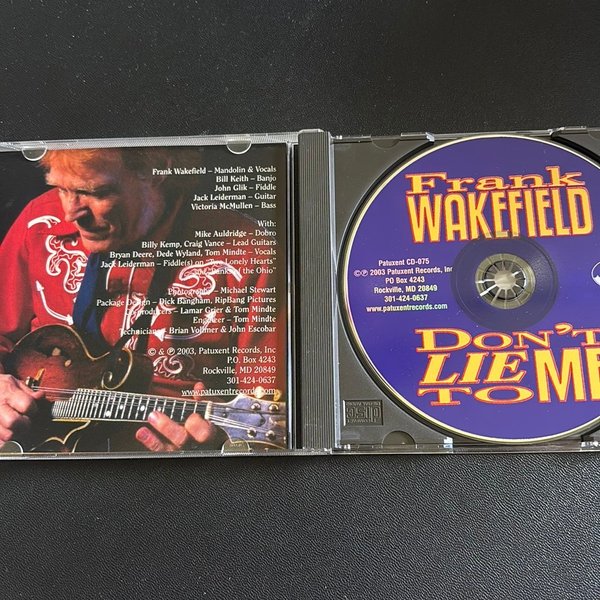 Frank Wakefield – Mandolin & Vocals
Bill Keith – Banjo
John Glik – Fiddle
Jack Leiderman – Guitar
Victoria McMullen – Bass
With:
Mike Auldridge – Dobro
Billy Kemp, Craig Vance – Lead Guitars
Bryan Deere, Dede Wyland, Tom Mindte – Vocals
Jack Leiderman – Fiddle(s) on "Two Lonely Hearts"
of the Ohio"
Photography – Michael Stewart
Package Design – Dick Bangham, RipBang Pictures
Lamar Grier & Tom Mindte
Engineer – Tom Mindte
Technicians – Brian Vollmer & John Escobar
© & ℗ 2003, Patuxent Records, Inc
P.O. Box 4243
Rockville, MD 20849
301-424-0637
www.patuxentrecords.com
Frank
WAKEFIELD
Patuxent CD-075
©℗ 2003 Patuxent Records, Inc
PO Box 4243
Rockville, MD 20849
301-424-0637
www.patuxentrecords.com
DON'T
LIE
TO ME
COMPACT
disc
DIGITAL AUDIO